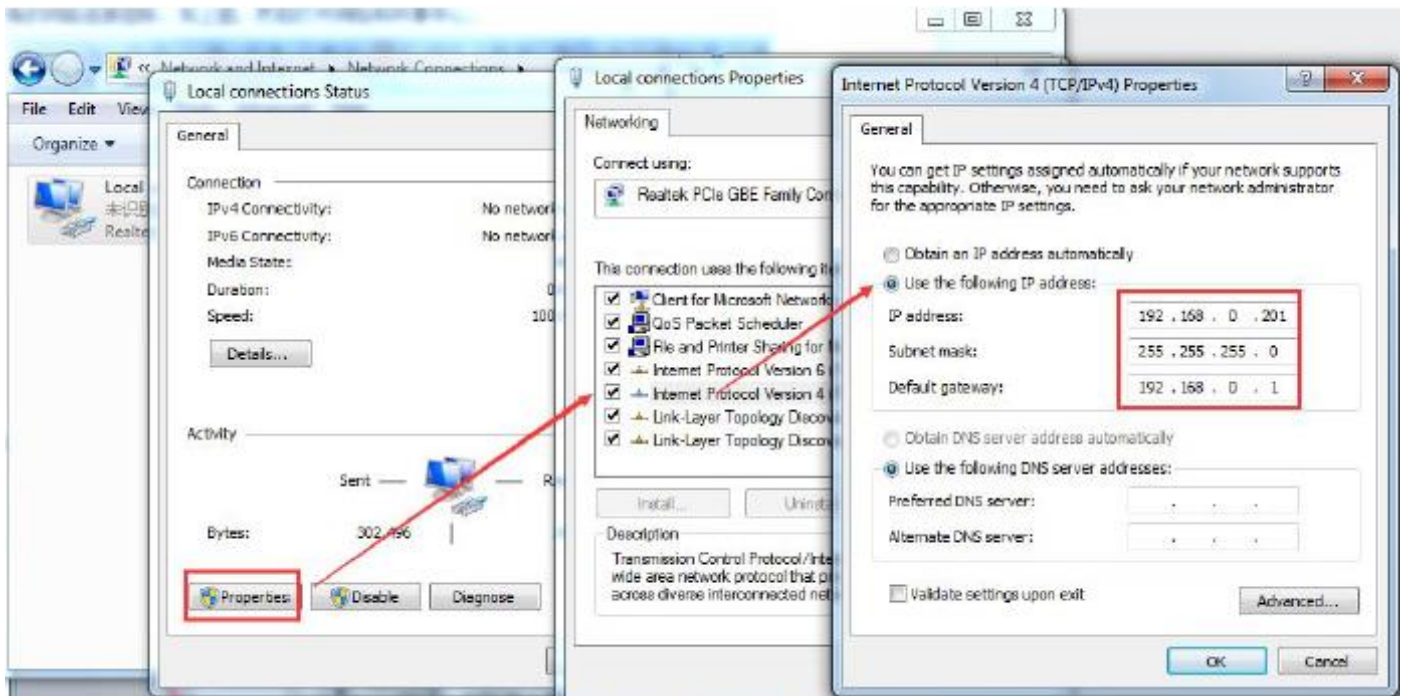 Network and Internet ▸ Network Connections ▸
File Edit View
Organize ▾
Local
Realte
Local connections Status
General
Connection
IPv4 Connectivity: No network
IPv6 Connectivity: No network
Media State:
Duration:
Speed: 100
Details...
Activity
Sent
Bytes: 302,496
Properties Disable Diagnose
Local connections Properties
Networking
Connect using:
Realtek PCIe GBE Family Con
This connection uses the following ite
Client for Microsoft Network
QoS Packet Scheduler
File and Printer Sharing for
Internet Protocol Version 6
Internet Protocol Version 4
Link-Layer Topology Discov
Link-Layer Topology Discov
Install... Uninsta
Description
Transmission Control Protocol/Inte
wide area network protocol that p
across diverse interconnected net
Internet Protocol Version 4 (TCP/IPv4) Properties
General
You can get IP settings assigned automatically if your network supports
this capability. Otherwise, you need to ask your network administrator
for the appropriate IP settings.
Obtain an IP address automatically
Use the following IP address:
IP address: 192 . 168 . 0 . 201
Subnet mask: 255 . 255 . 255 . 0
Default gateway: 192 . 168 . 0 . 1
Obtain DNS server address automatically
Use the following DNS server addresses:
Preferred DNS server: . . .
Alternate DNS server: . . .
Validate settings upon exit
Advanced...
OK Cancel